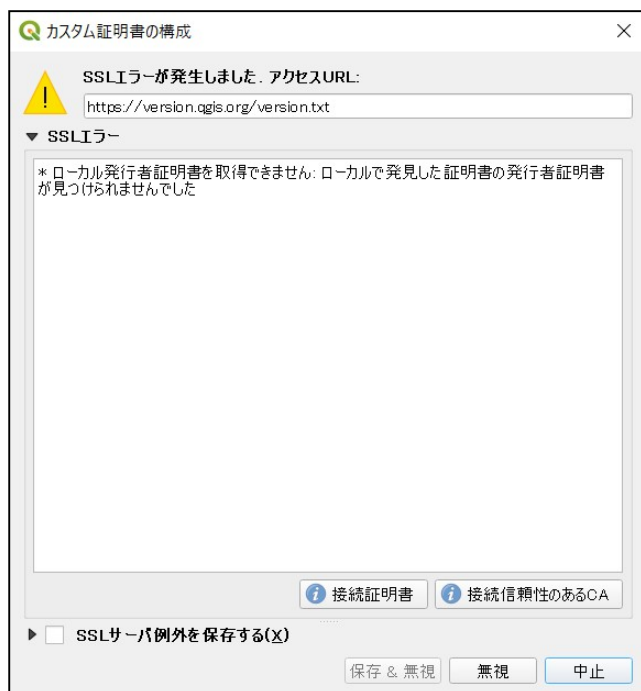 カスタム証明書の構成
SSLエラーが発生しました. アクセスURL:
https://version.qgis.org/version.txt
SSLエラー
* ローカル発行者証明書を取得できません: ローカルで発見した証明書の発行者証明書
が見つけられませんでした
接続証明書
接続信頼性のあるCA
SSLサーバ例外を保存する(X)
保存 & 無視
無視
中止